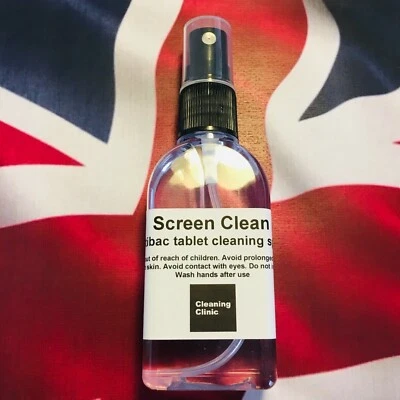 Screen Clean
tibac tablet cleaning s
out of reach of children. Avoid prolonged
skin. Avoid contact with eyes. Do not
Wash hands after use
Cleaning
Clinic